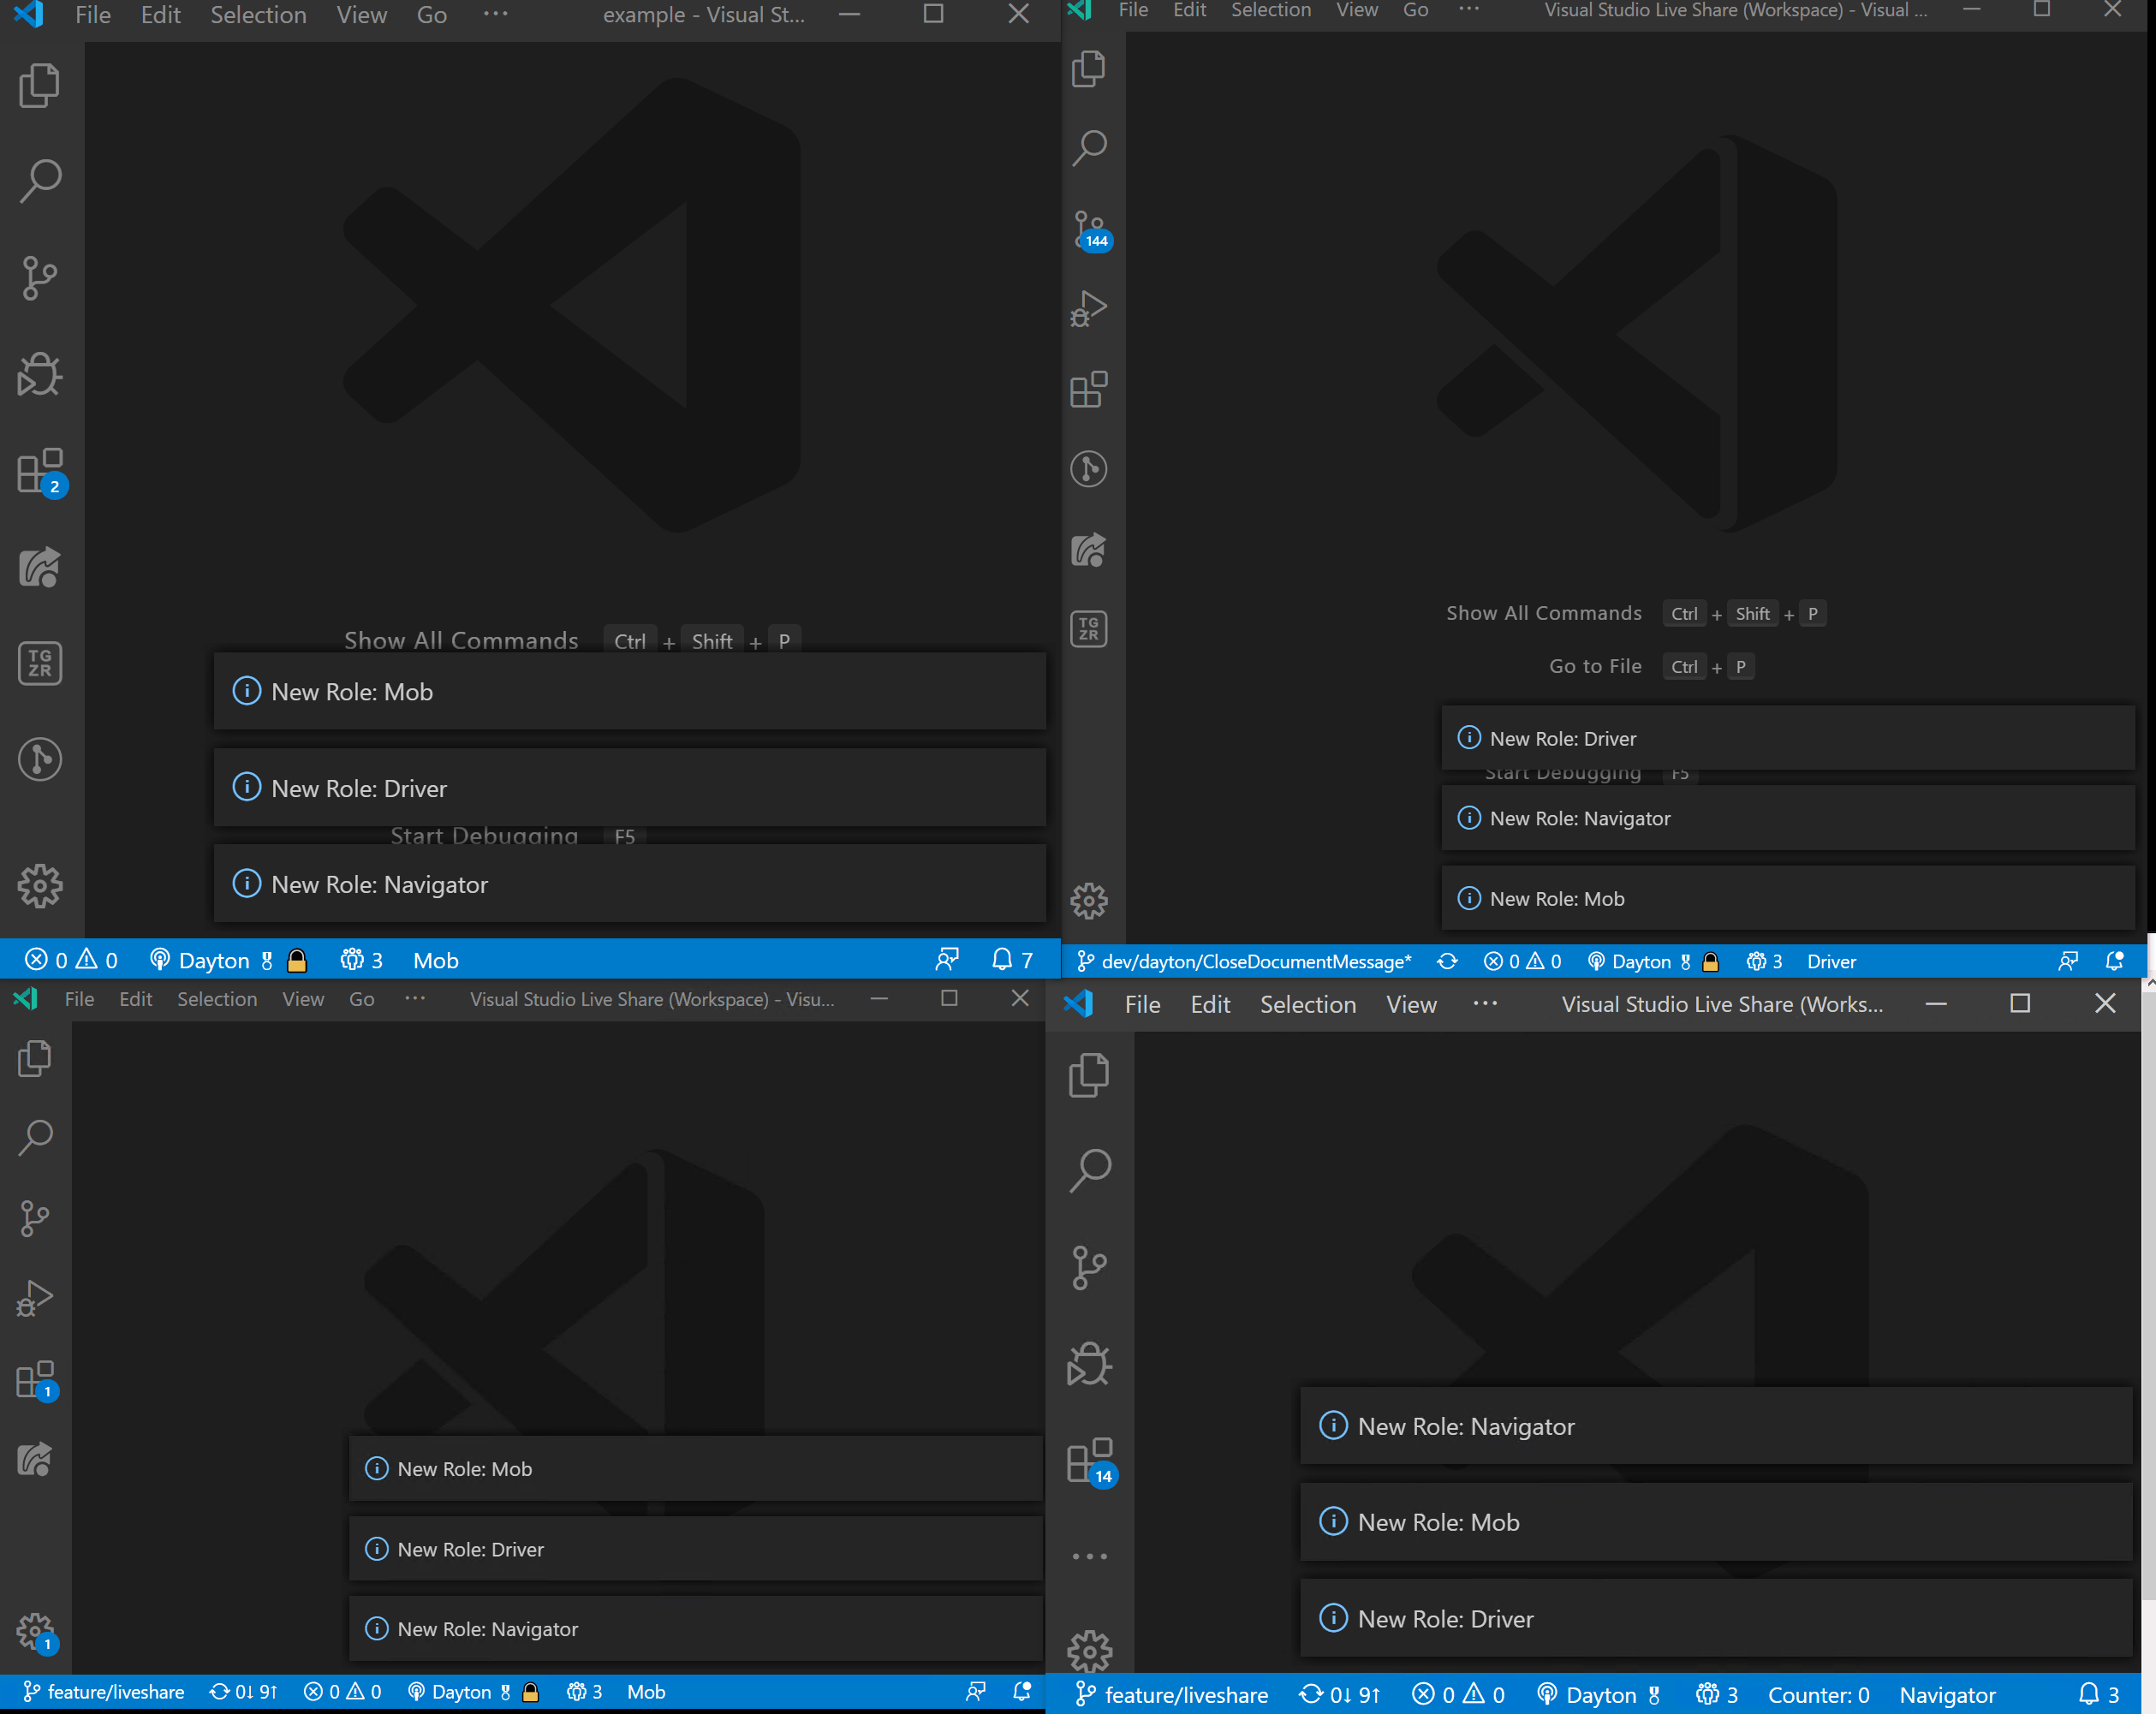 File Edit Selection View Go ··· example - Visual St...
2
TG
ZR
Show All Commands Ctrl + Shift + P
New Role: Mob
New Role: Driver
Start Debugging F5
New Role: Navigator
0 0 Dayton 3 Mob 7
File Edit Selection View Go ··· Visual Studio Live Share (Workspace) - Visual ...
144
TG
ZR
Show All Commands Ctrl + Shift + P
Go to File Ctrl + P
New Role: Driver
Start Debugging F5
New Role: Navigator
New Role: Mob
dev/dayton/CloseDocumentMessage* 0 0 Dayton 3 Driver
File Edit Selection View Go ··· Visual Studio Live Share (Workspace) - Visu...
1
New Role: Mob
New Role: Driver
New Role: Navigator
1
feature/liveshare 0↓ 9↑ 0 0 Dayton 3 Mob
File Edit Selection View ··· Visual Studio Live Share (Works...
14
New Role: Navigator
New Role: Mob
New Role: Driver
feature/liveshare 0↓ 9↑ 0 0 Dayton 3 Counter: 0 Navigator 3